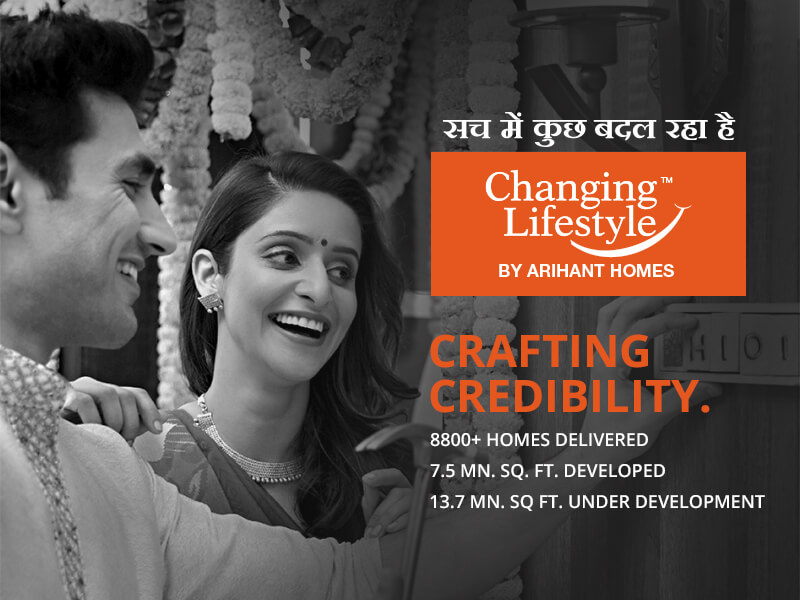 सच में कुछ बदल रहा है
Changing™
Lifestyle
BY ARIHANT HOMES
CRAFTING
CREDIBILITY.
8800+ HOMES DELIVERED
7.5 MN. SQ. FT. DEVELOPED
13.7 MN. SQ FT. UNDER DEVELOPMENT